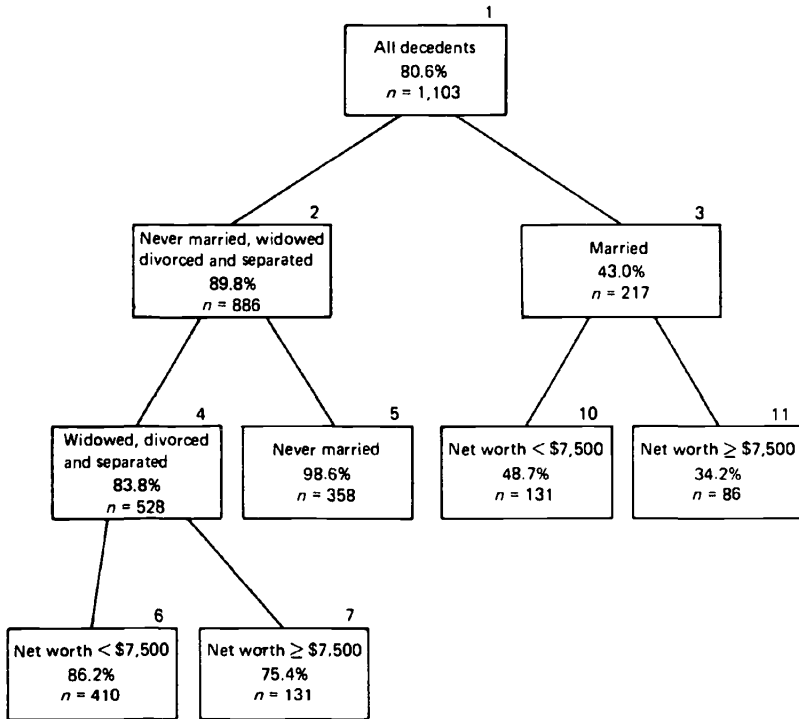 1
All decedents
80.6%
n = 1,103
2
Never married, widowed
divorced and separated
89.8%
n = 886
3
Married
43.0%
n = 217
4
Widowed, divorced
and separated
83.8%
n = 528
5
Never married
98.6%
n = 358
10
Net worth < $7,500
48.7%
n = 131
11
Net worth ≥ $7,500
34.2%
n = 86
6
Net worth < $7,500
86.2%
n = 410
7
Net worth ≥ $7,500
75.4%
n = 131